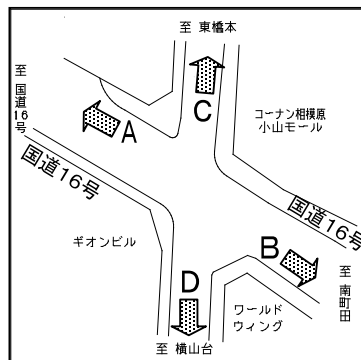 至 東橋本
至 国道16号
A
C
コーナン相模原
小山モール
国道16号
国道16号
ギオンビル
B
D
至 南町田
ワールド
ウィング
至 横山台